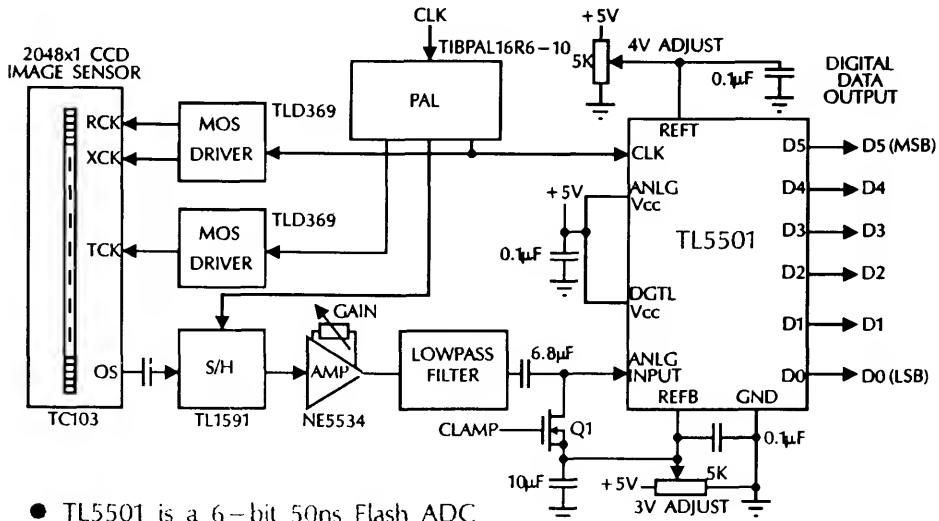 CLK
+5V
TIBPAL16R6-10
5K
4V ADJUST
2048x1 CCD
IMAGE SENSOR
0.1µF
DIGITAL
DATA
OUTPUT
PAL
TLD369
RCK
MOS
DRIVER
XCK
REFT
CLK
D5
D5 (MSB)
ANLG
Vcc
+5V
D4
D4
TLD369
TL5501
D3
D3
TCK
MOS
DRIVER
0.1µF
D2
D2
DGTL
Vcc
GAIN
D1
D1
OS
S/H
AMP
LOWPASS
FILTER
6.8µF
ANLG
INPUT
D0
D0 (LSB)
REFB
GND
TC103
TL1591
NE5534
CLAMP
Q1
0.1µF
10µF
+5V
5K
3V ADJUST
● TL5501 is a 6-bit 50ns Flash ADC